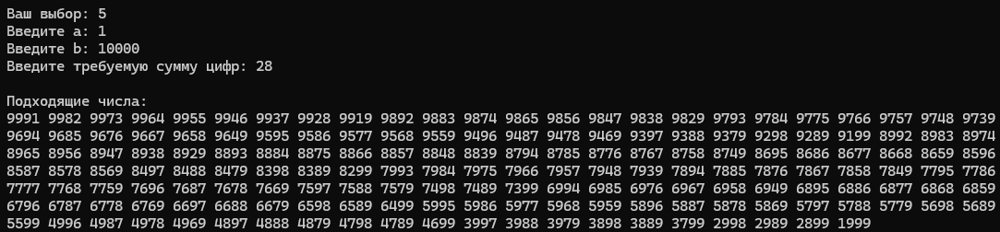 Ваш выбор: 5
Введите a: 1
Введите b: 10000
Введите требуемую сумму цифр: 28
Подходящие числа:
9991 9982 9973 9964 9955 9946 9937 9928 9919 9892 9883 9874 9865 9856 9847 9838 9829 9793 9784 9775 9766 9757 9748 9739
9694 9685 9676 9667 9658 9649 9595 9586 9577 9568 9559 9496 9487 9478 9469 9397 9388 9379 9298 9289 9199 8992 8983 8974
8965 8956 8947 8938 8929 8893 8884 8875 8866 8857 8848 8839 8794 8785 8776 8767 8758 8749 8695 8686 8677 8668 8659 8596
8587 8578 8569 8497 8488 8479 8398 8389 8299 7993 7984 7975 7966 7957 7948 7939 7894 7885 7876 7867 7858 7849 7795 7786
7777 7768 7759 7696 7687 7678 7669 7597 7588 7579 7498 7489 7399 6994 6985 6976 6967 6958 6949 6895 6886 6877 6868 6859
6796 6787 6778 6769 6697 6688 6679 6598 6589 6499 5995 5986 5977 5968 5959 5896 5887 5878 5869 5797 5788 5779 5698 5689
5599 4996 4987 4978 4969 4897 4888 4879 4798 4789 4699 3997 3988 3979 3898 3889 3799 2998 2989 2899 1999